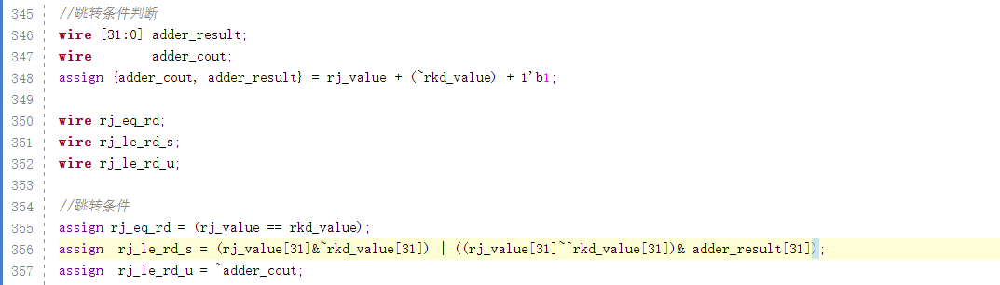 345 //跳转条件判断
346 wire [31:0] adder_result;
347 wire        adder_cout;
348 assign {adder_cout, adder_result} = rj_value + (~rkd_value) + 1'b1;
349
350 wire rj_eq_rd;
351 wire rj_le_rd_s;
352 wire rj_le_rd_u;
353
354 //跳转条件
355 assign rj_eq_rd = (rj_value == rkd_value);
356 assign  rj_le_rd_s = (rj_value[31]&~rkd_value[31]) | ((rj_value[31]~^rkd_value[31])& adder_result[31]);
357 assign  rj_le_rd_u = ~adder_cout;